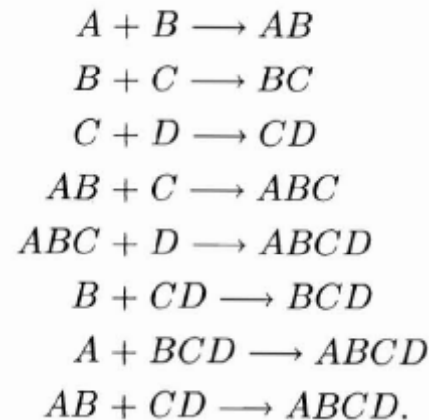 A + B ⟶ AB
B + C ⟶ BC
C + D ⟶ CD
AB + C ⟶ ABC
ABC + D ⟶ ABCD
B + CD ⟶ BCD
A + BCD ⟶ ABCD
AB + CD ⟶ ABCD.